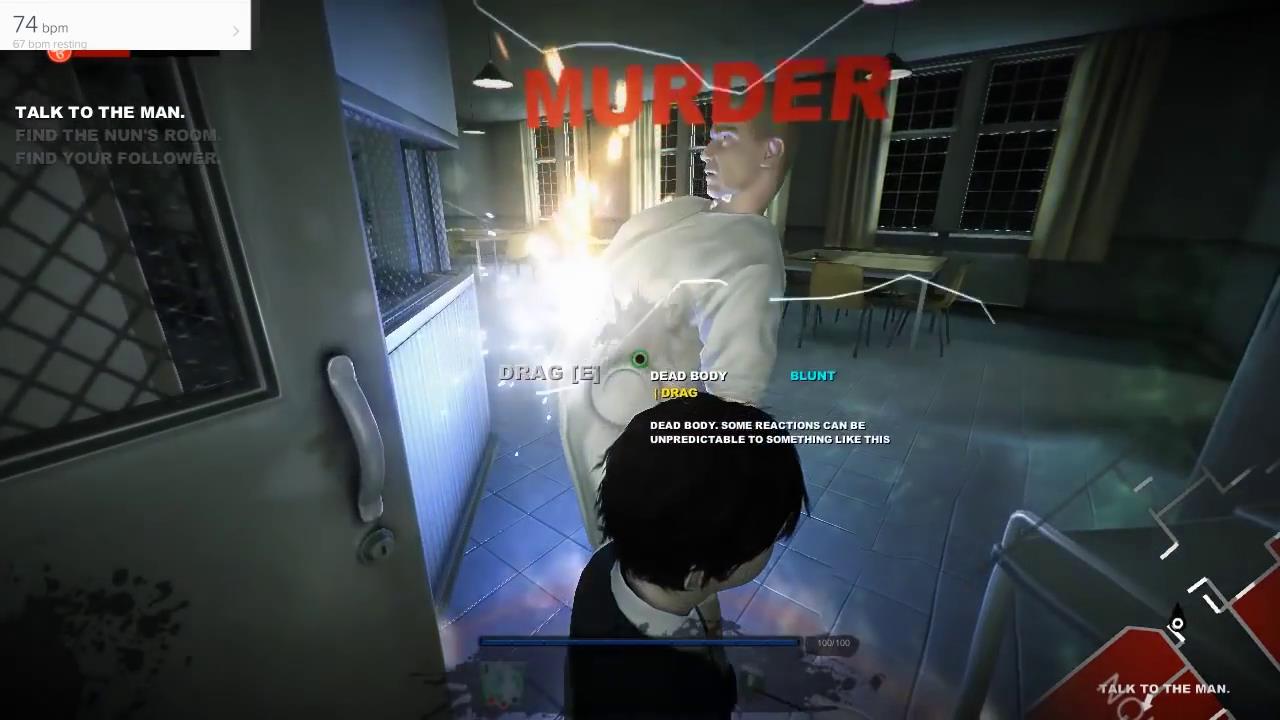 74 bpm
67 bpm resting
MURDER
TALK TO THE MAN.
FIND THE NUN'S ROOM.
FIND YOUR FOLLOWER.
DRAG [E]
DEAD BODY
BLUNT
| DRAG
DEAD BODY. SOME REACTIONS CAN BE
UNPREDICTABLE TO SOMETHING LIKE THIS
100/100
TALK TO THE MAN.